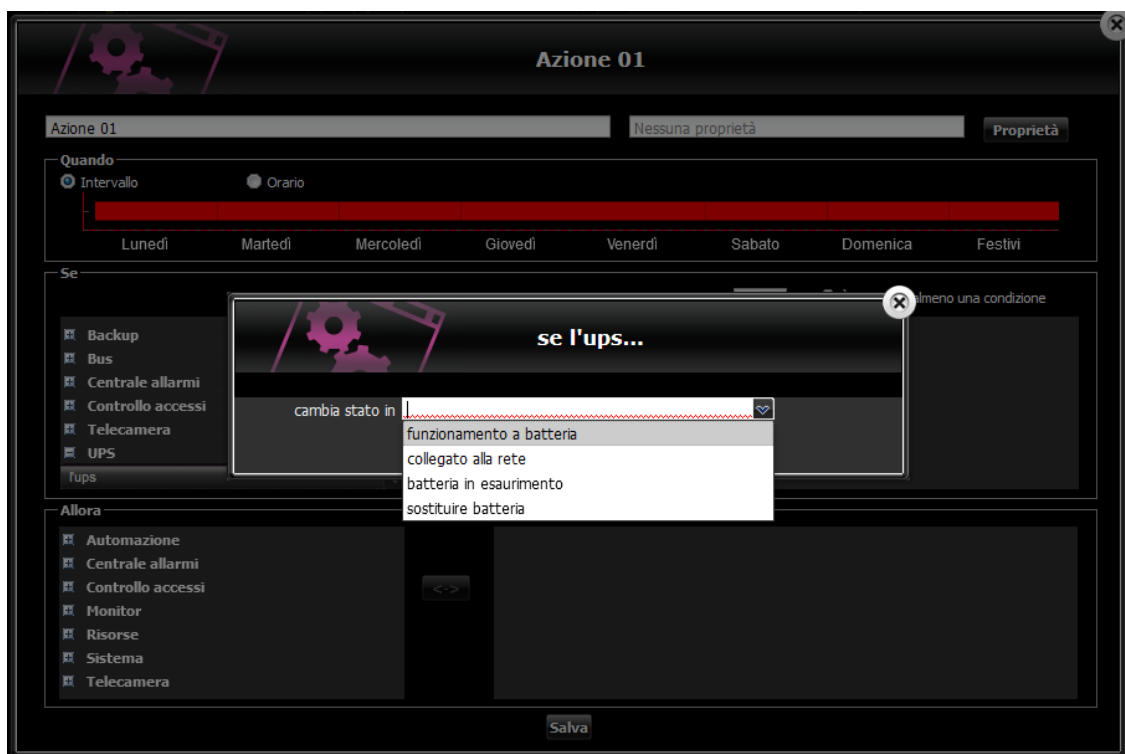 Azione 01
Azione 01
Nessuna proprietà
Proprietà
Quando
Intervallo
Orario
Lunedì Martedì Mercoledì Giovedì Venerdì Sabato Domenica Festivi
Se
almeno una condizione
Backup
Bus
Centrale allarmi
Controllo accessi
Telecamera
UPS
l'ups
se l'ups...
cambia stato in
funzionamento a batteria
collegato alla rete
batteria in esaurimento
sostituire batteria
Allora
Automazione
Centrale allarmi
Controllo accessi
Monitor
Risorse
Sistema
Telecamera
<->
Salva